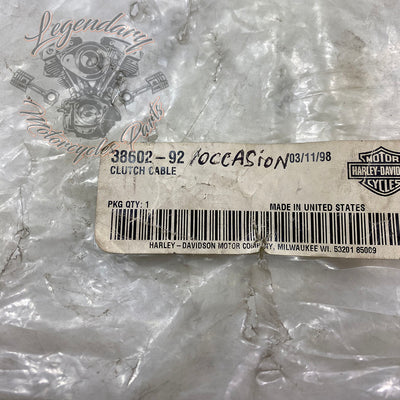 Legendary
Motorcycles Parts
38602-92 /OCCASION 03/11/98
CLUTCH CABLE
MOTOR
HARLEY-DAVIDSON
CYCLES
PKG QTY: 1
MADE IN UNITED STATES
HARLEY-DAVIDSON MOTOR COMPANY, MILWAUKEE WI. 53201 85009